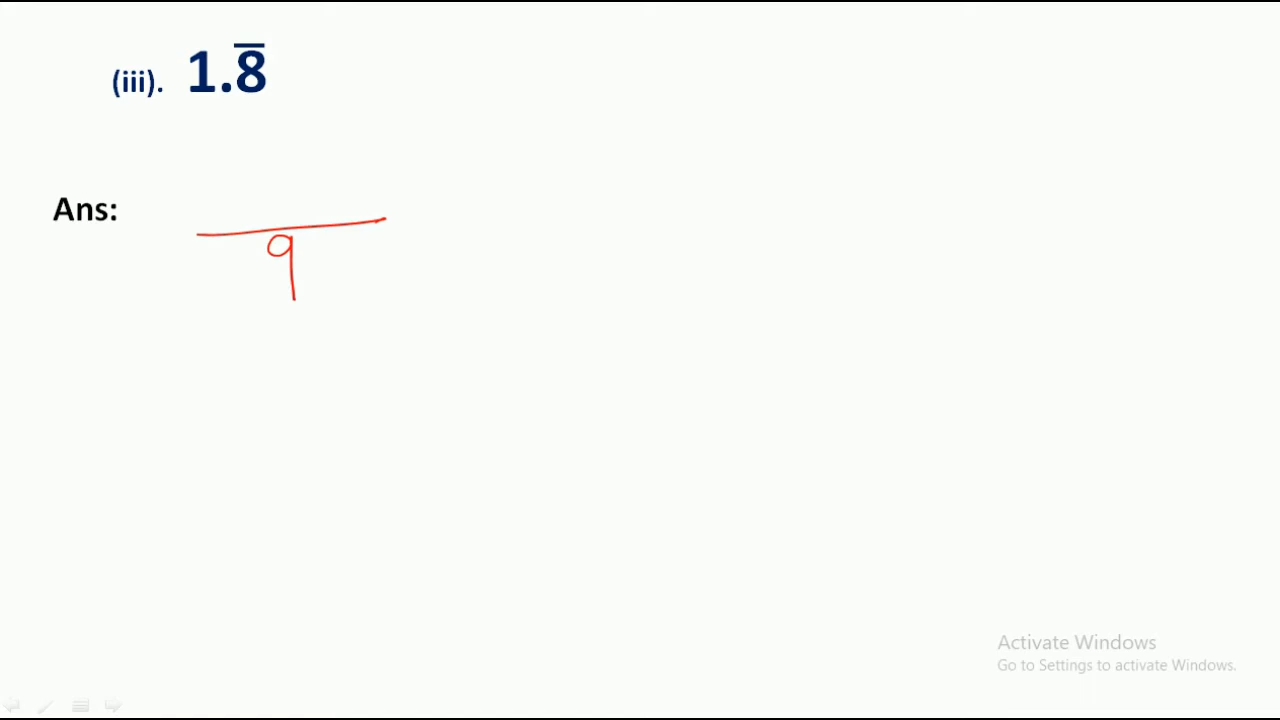 (iii). 1.8̅
Ans:
9
Activate Windows
Go to Settings to activate Windows.